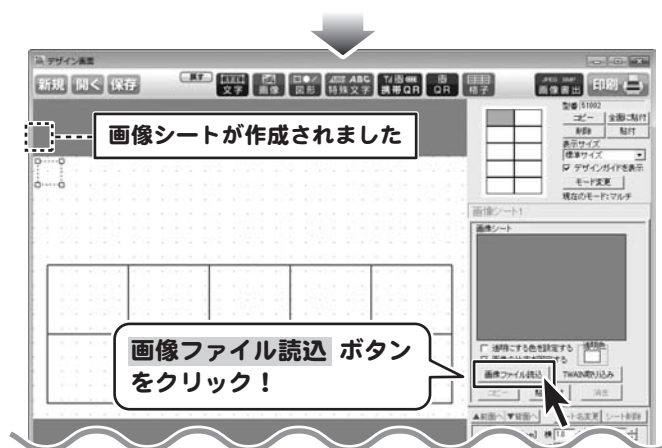 デザイン画面
新規 開く 保存 戻す 文字 画像 図形 特殊文字 携帯QR QR 格子 画像書出 印刷
画像シートが作成されました
型番 51002
コピー 全面に貼付
削除 貼付
表示サイズ
標準サイズ
デザインガイドを表示
モード変更
現在のモード:マルチ
画像シート1
画像シート
透明にする色を設定する 透明色
画像ファイル読込 TWAIN取り込み
コピー 消去
▲前面へ ▼背面へ シート削除
画像ファイル読込 ボタン
をクリック！